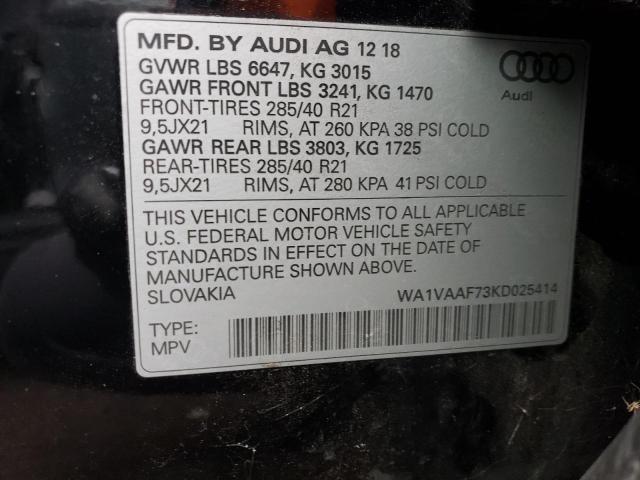 MFD. BY AUDI AG 12 18
GVWR LBS 6647, KG 3015
GAWR FRONT LBS 3241, KG 1470
FRONT-TIRES 285/40 R21
9,5JX21 RIMS, AT 260 KPA 38 PSI COLD
GAWR REAR LBS 3803, KG 1725
REAR-TIRES 285/40 R21
9,5JX21 RIMS, AT 280 KPA 41 PSI COLD
Audi
THIS VEHICLE CONFORMS TO ALL APPLICABLE
U.S. FEDERAL MOTOR VEHICLE SAFETY
STANDARDS IN EFFECT ON THE DATE OF
MANUFACTURE SHOWN ABOVE.
SLOVAKIA WA1VAAF73KD025414
TYPE:
MPV